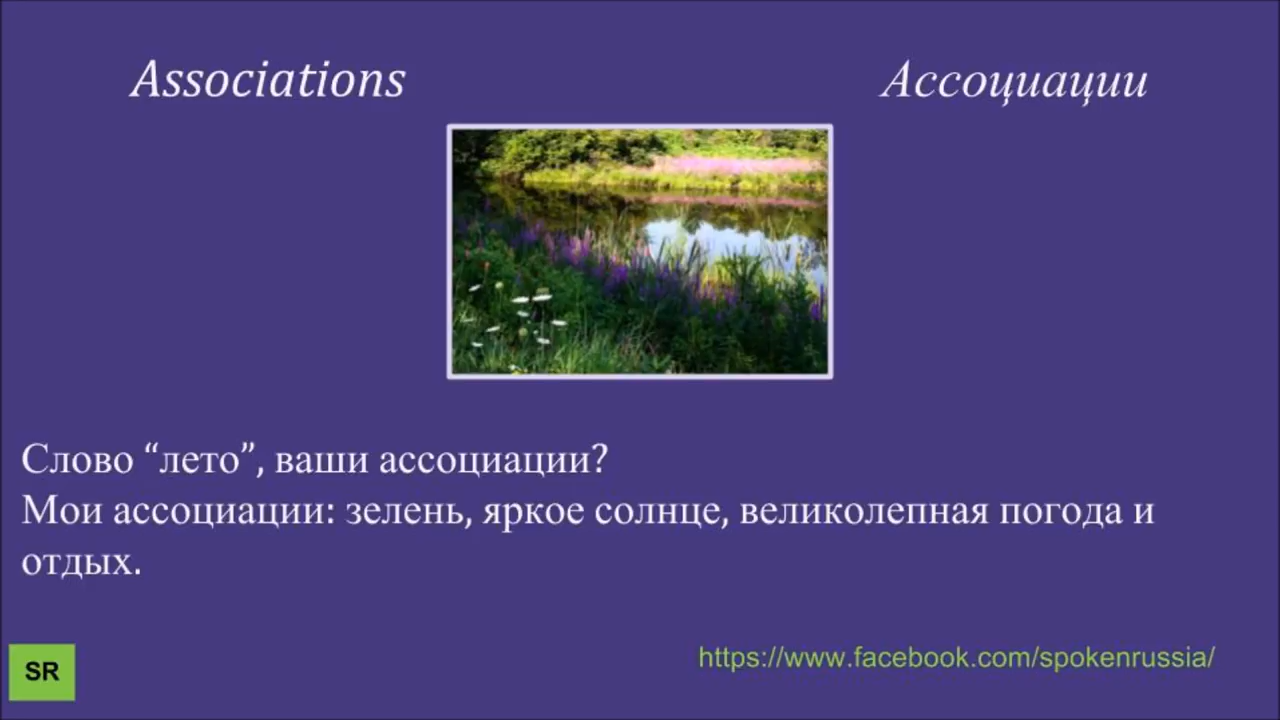 Associations
Ассоциации
Слово “лето”, ваши ассоциации?
Мои ассоциации: зелень, яркое солнце, великолепная погода и
отдых.
SR
https://www.facebook.com/spokenrussia/